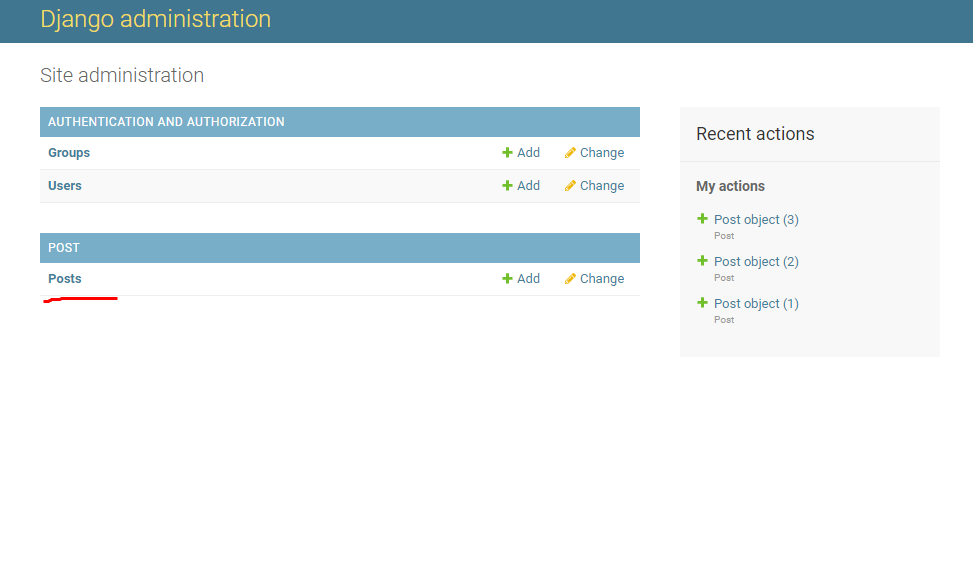 Django administration
Site administration
AUTHENTICATION AND AUTHORIZATION
Groups Add Change
Users Add Change
POST
Posts Add Change
Recent actions
My actions
Post object (3)
Post
Post object (2)
Post
Post object (1)
Post